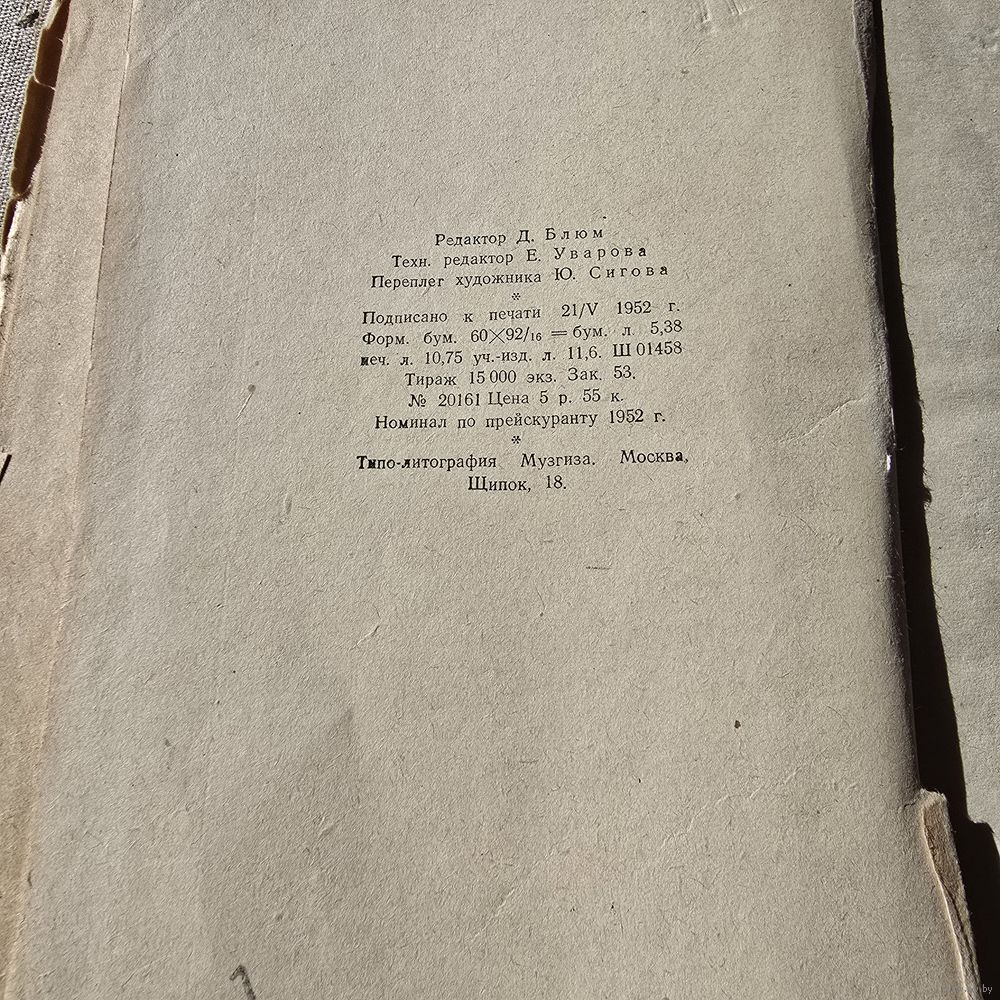 Редактор Д. Блюм
Техн. редактор Е. Уварова
Переплет художника Ю. Сигова
*
Подписано к печати 21/V 1952 г.
Форм. бум. 60×92/16 = бум. л 5,38
печ. л. 10,75 уч.-изд. л. 11,6. Ш 01458
Тираж 15 000 экз. Зак. 53.
№ 20161 Цена 5 р. 55 к.
Номинал по прейскуранту 1952 г.
*
Типо-литография Музгиза. Москва,
Щипок, 18.